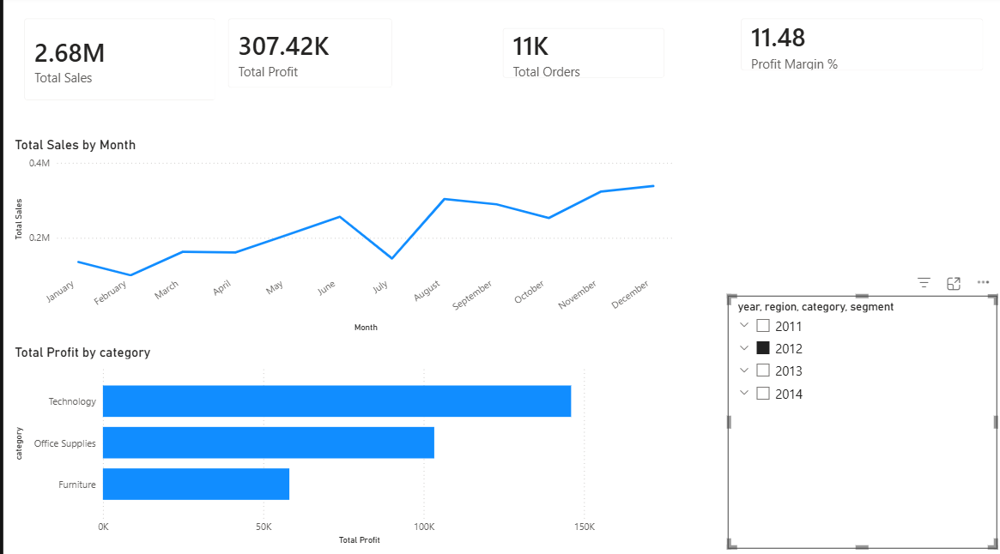 2.68M
Total Sales
307.42K
Total Profit
11K
Total Orders
11.48
Profit Margin %
Total Sales by Month
0.4M
0.2M
Total Sales
January
February
March
April
May
June
July
August
September
October
November
December
Month
Total Profit by category
category
Technology
Office Supplies
Furniture
0K
50K
100K
150K
Total Profit
year, region, category, segment
2011
2012
2013
2014